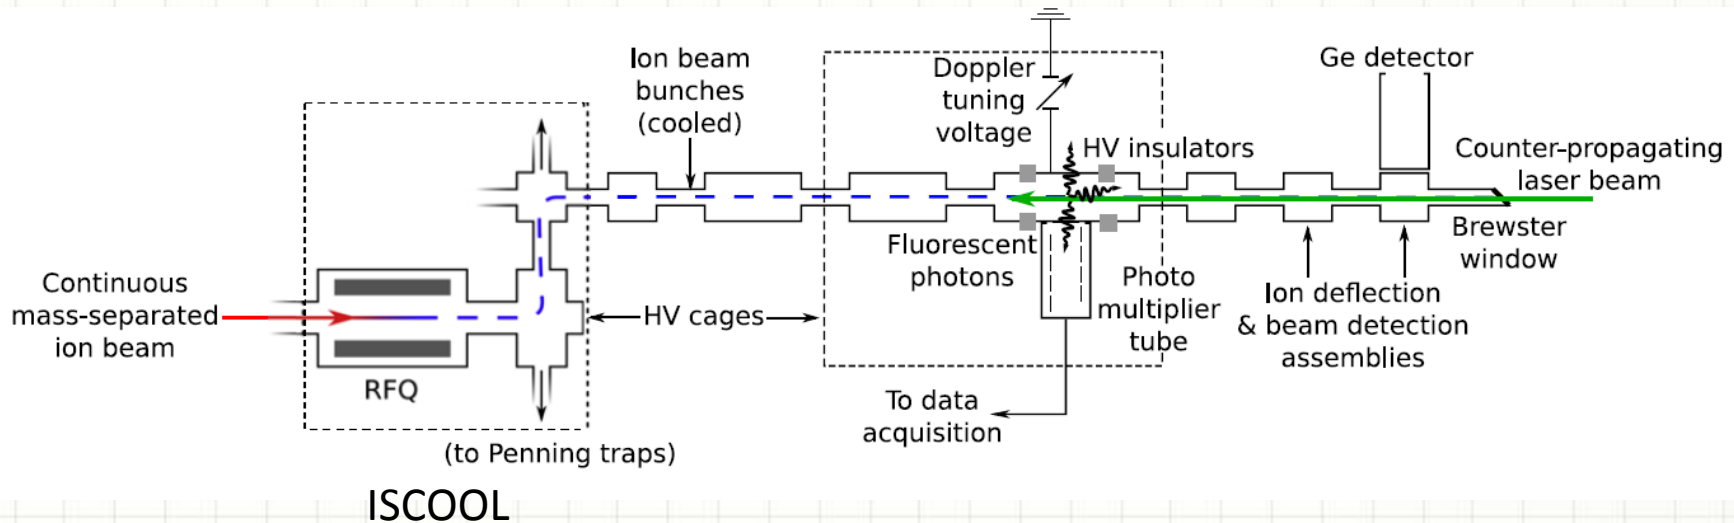 Ion beam
bunches
(cooled)
Doppler
tuning
voltage
Ge detector
HV insulators
Counter-propagating
laser beam
Brewster
window
Fluorescent
photons
Photo
multiplier
tube
Ion deflection
& beam detection
assemblies
Continuous
mass-separated
ion beam
HV cages
RFQ
To data
acquisition
(to Penning traps)
ISCOOL